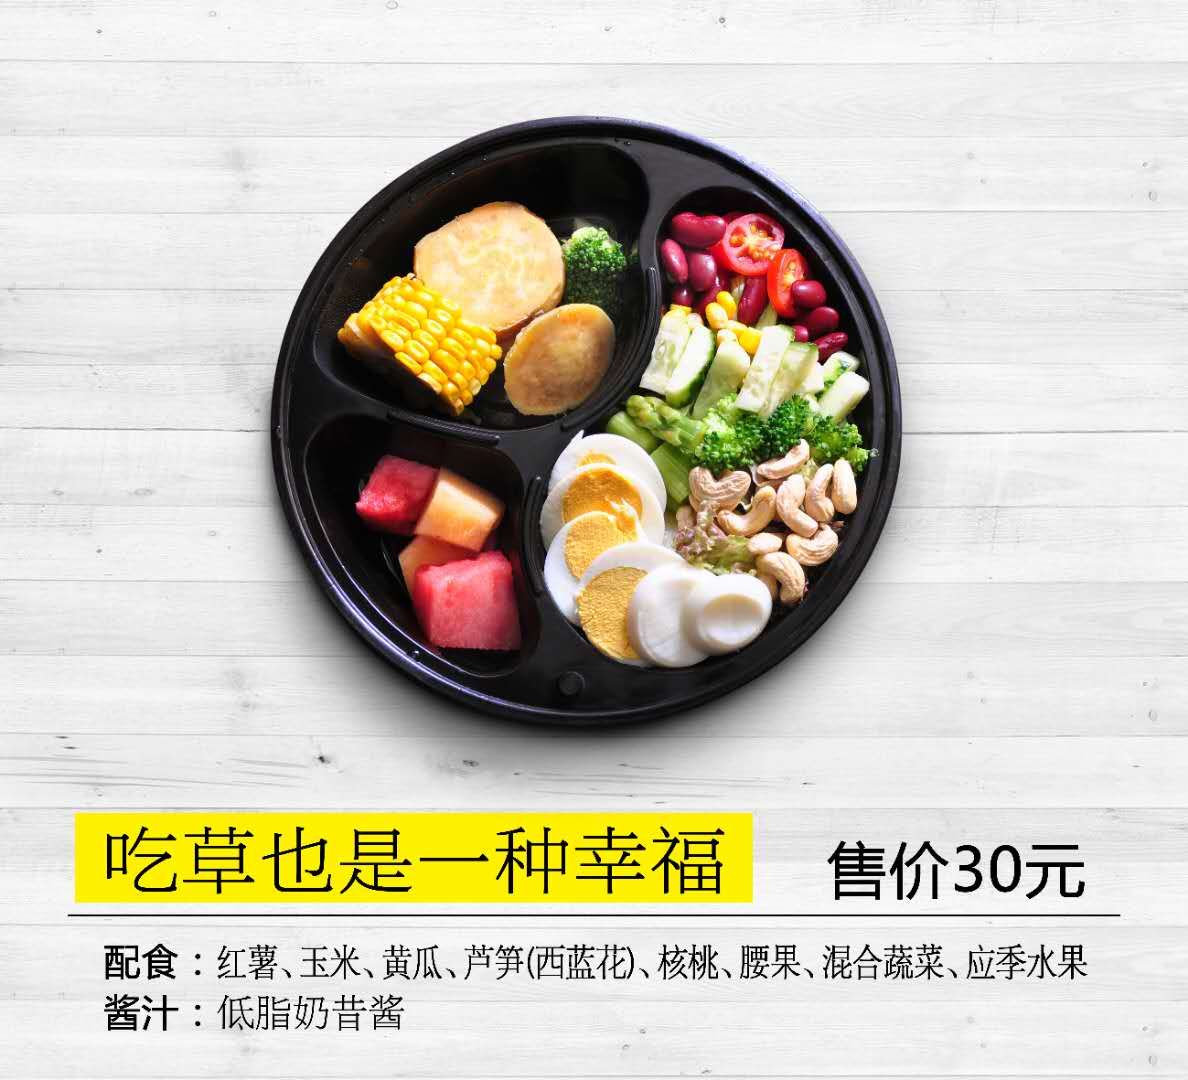 吃草也是一种幸福
售价30元
配食：红薯、玉米、黄瓜、芦笋(西蓝花)、核桃、腰果、混合蔬菜、应季水果
酱汁：低脂奶昔酱